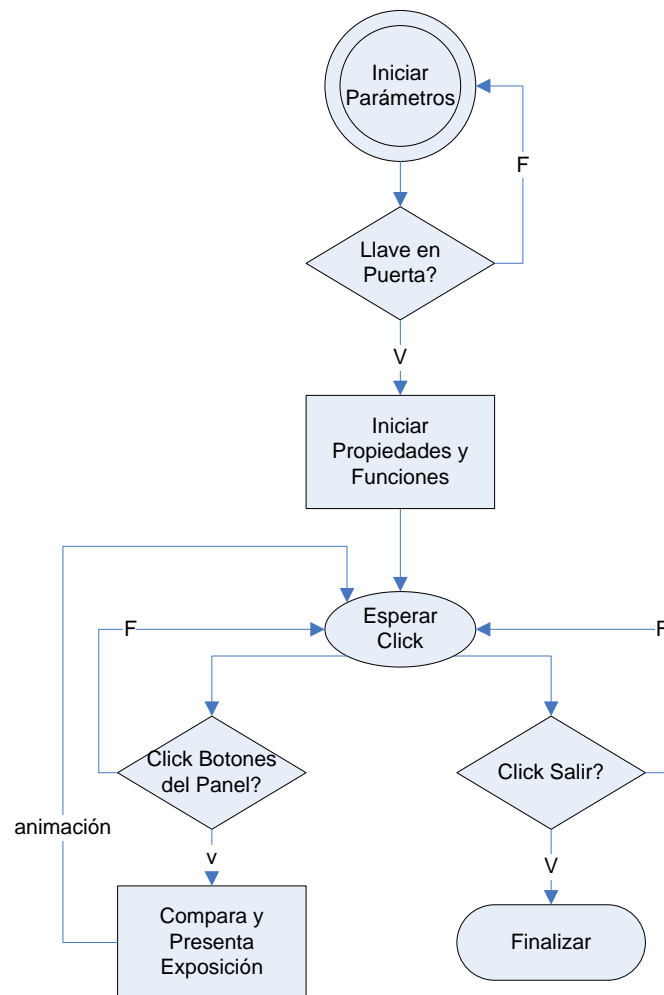 Iniciar
Parámetros
F
Llave en
Puerta?
V
Iniciar
Propiedades y
Funciones
Esperar
Click
F
F
Click Botones
del Panel?
Click Salir?
animación
v
V
Compara y
Presenta
Exposición
Finalizar